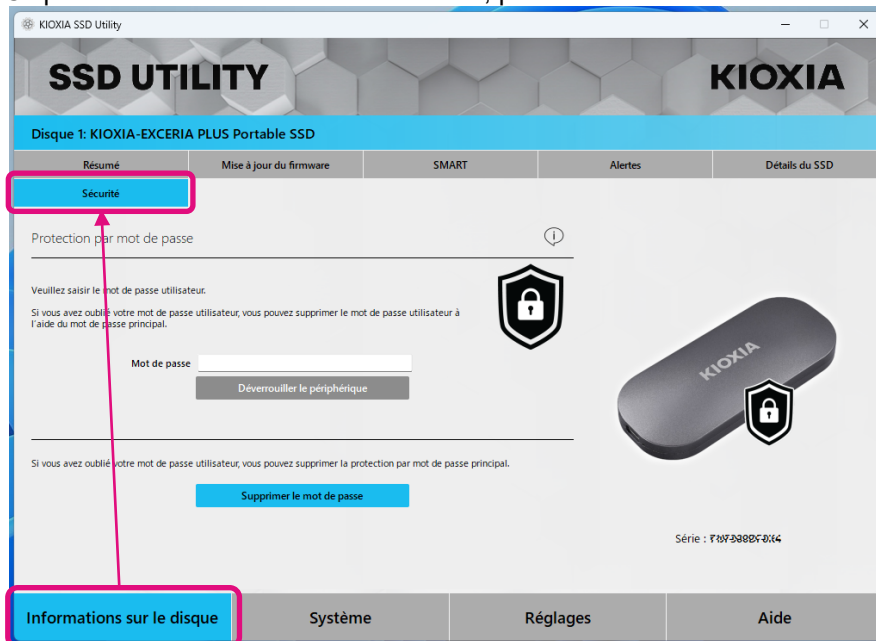 KIOXIA SSD Utility
SSD UTILITY
KIOXIA
Disque 1: KIOXIA-EXCERIA PLUS Portable SSD
Résumé
Mise à jour du firmware
SMART
Alertes
Détails du SSD
Sécurité
Protection par mot de passe
Veuillez saisir le mot de passe utilisateur.
Si vous avez oublié votre mot de passe utilisateur, vous pouvez supprimer le mot de passe utilisateur à
l'aide du mot de passe principal.
Mot de passe
Déverrouiller le périphérique
KIOXIA
Si vous avez oublié votre mot de passe utilisateur, vous pouvez supprimer la protection par mot de passe principal.
Supprimer le mot de passe
Série :
Informations sur le disque
Système
Réglages
Aide